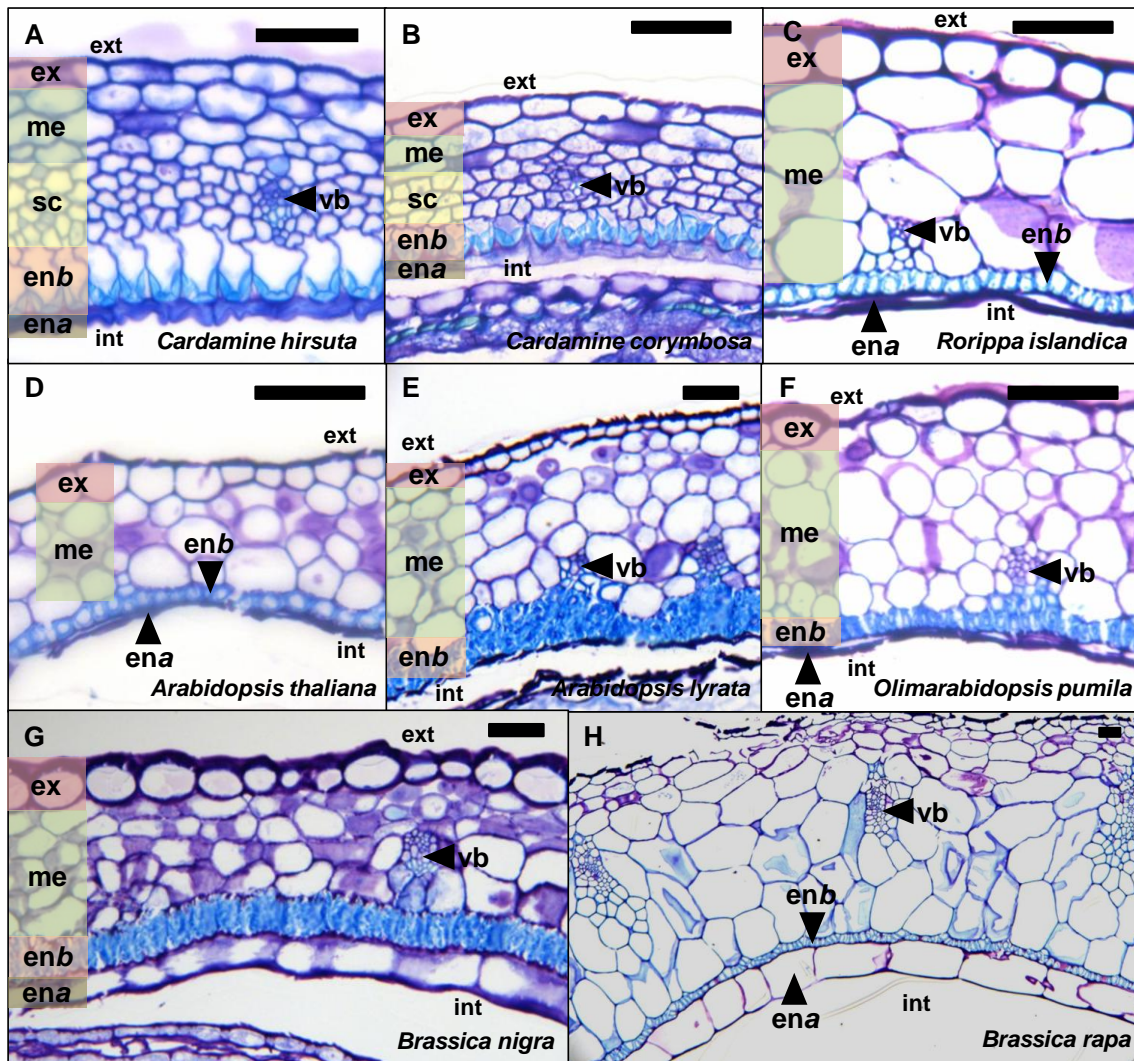 A
ext
ex
me
sc
vb
enb
ena
int
Cardamine hirsuta
B
ex
me
sc
vb
enb
ena
int
Cardamine corymbosa
C
ext
ex
me
vb
enb
int
ena
Rorippa islandica
D
ext
ex
me
enb
ena
int
Arabidopsis thaliana
E
ext
ex
me
vb
enb
int
Arabidopsis lyrata
F
ext
ex
me
vb
enb
int
ena
Olimarabidopsis pumila
G
ext
ex
me
vb
enb
ena
int
Brassica nigra
H
vb
enb
ena
int
Brassica rapa